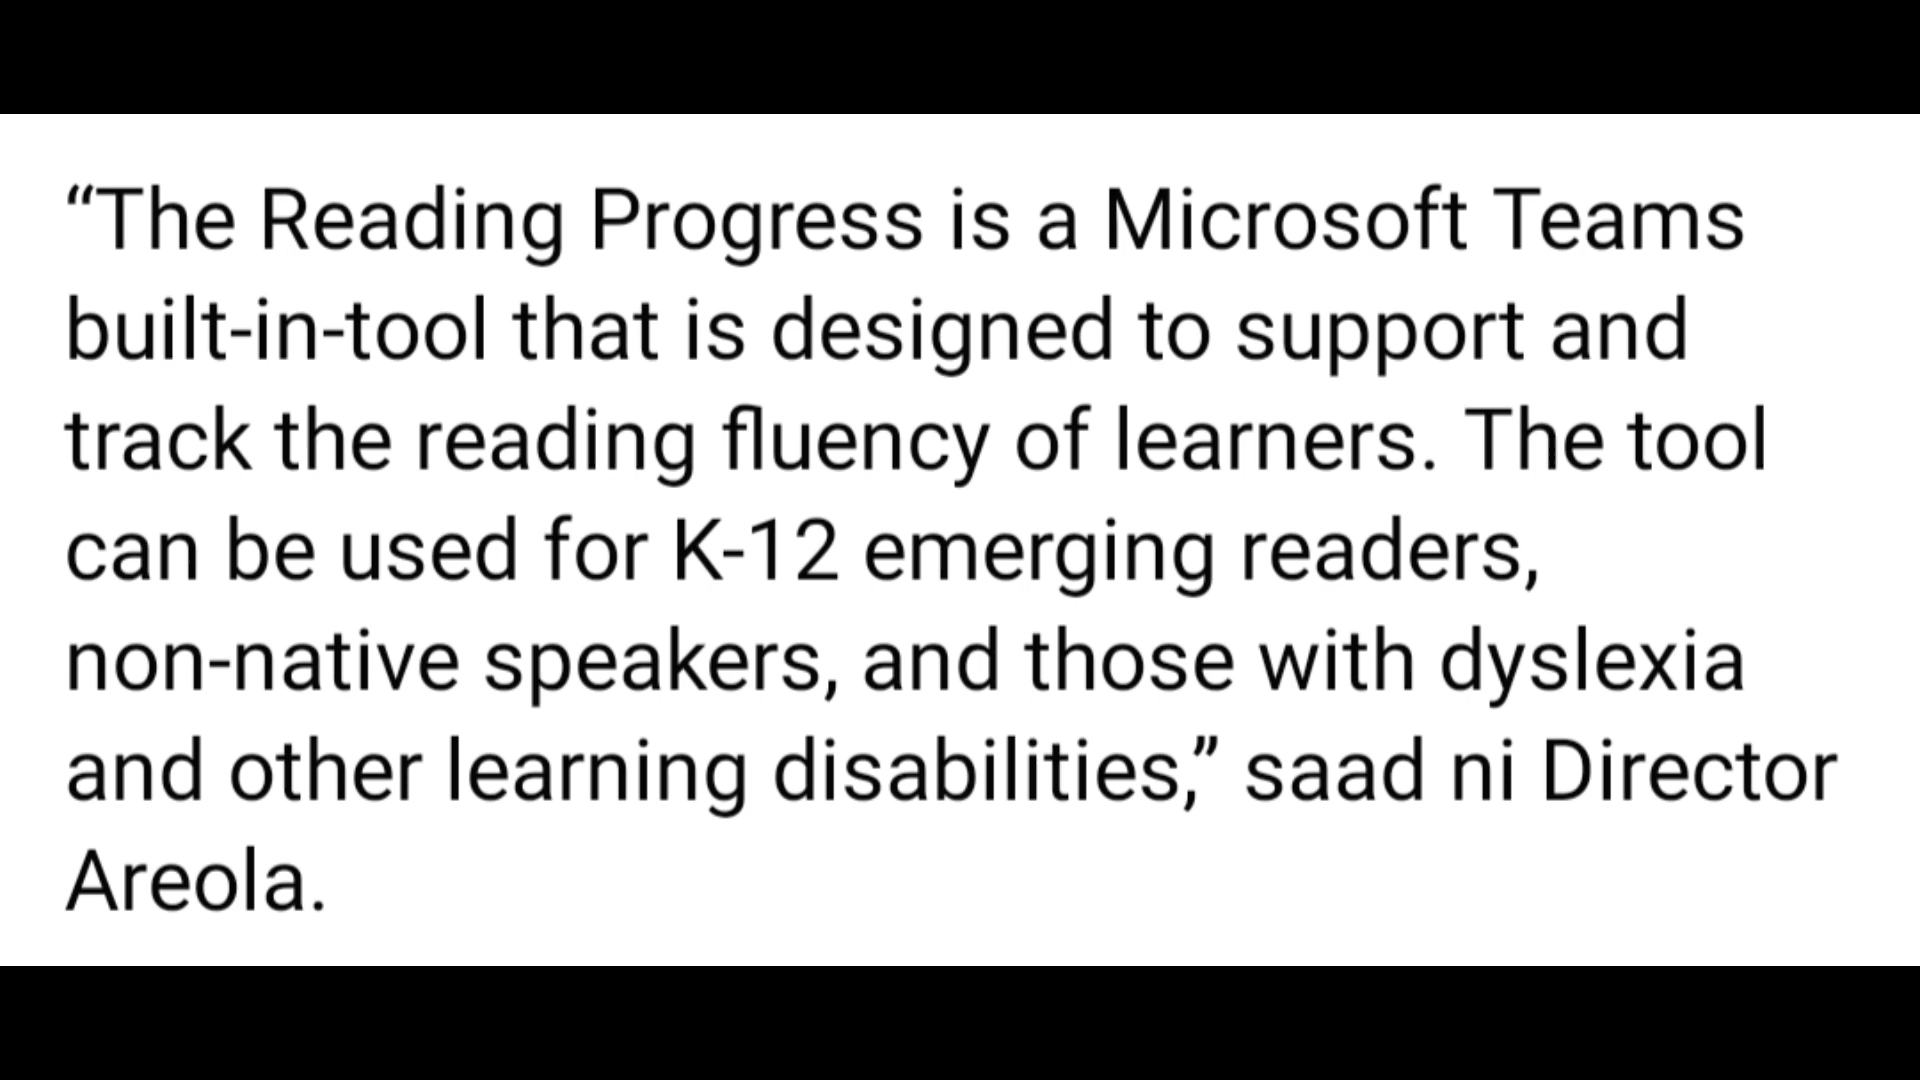 “The Reading Progress is a Microsoft Teams
built-in-tool that is designed to support and
track the reading fluency of learners. The tool
can be used for K-12 emerging readers,
non-native speakers, and those with dyslexia
and other learning disabilities,” saad ni Director
Areola.